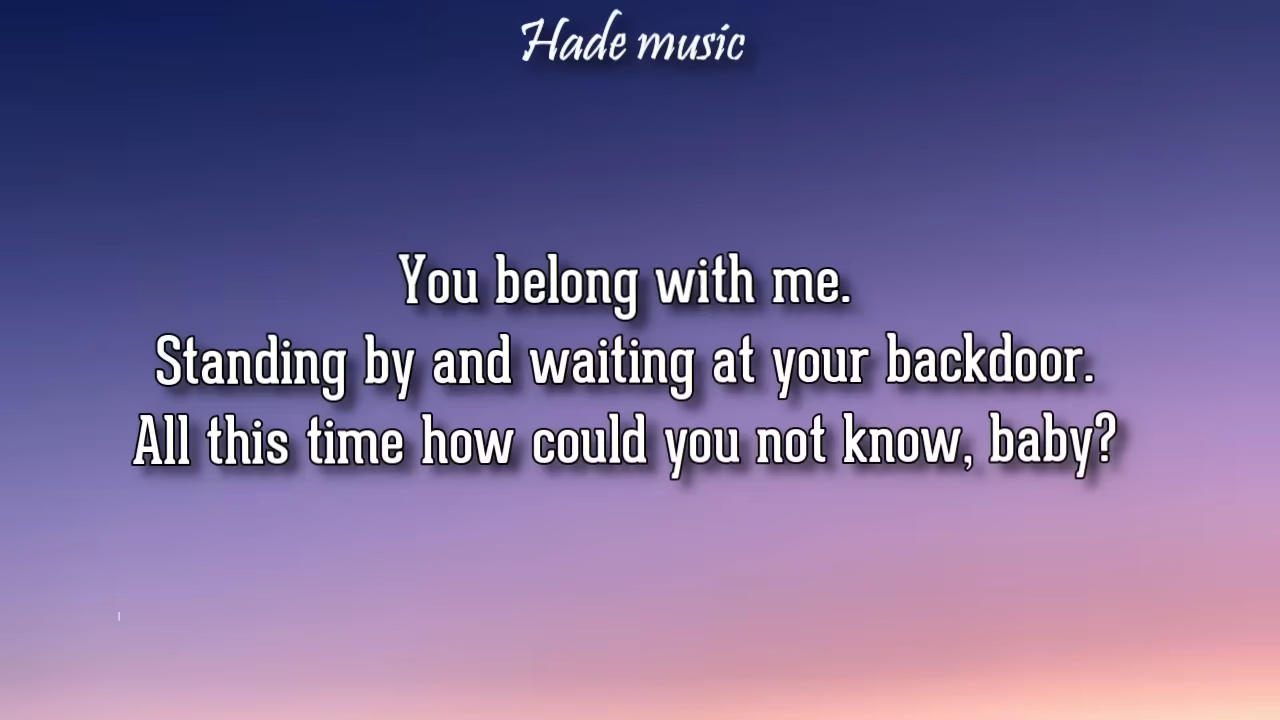 Hade music
You belong with me.
Standing by and waiting at your backdoor.
All this time how could you not know, baby?